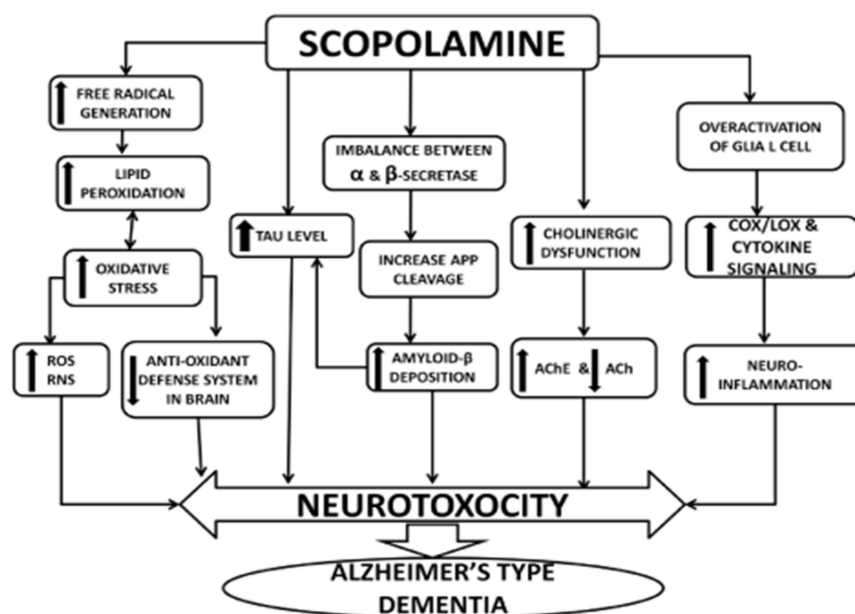 SCOPOLAMINE
FREE RADICAL
GENERATION
LIPID
PEROXIDATION
OXIDATIVE
STRESS
ROS
RNS
ANTI-OXIDANT
DEFENSE SYSTEM
IN BRAIN
TAU LEVEL
IMBALANCE BETWEEN
α & β-SECRETASE
INCREASE APP
CLEAVAGE
AMYLOID-β
DEPOSITION
CHOLINERGIC
DYSFUNCTION
AChE & ACh
OVERACTIVATION
OF GLIA L CELL
COX/LOX &
CYTOKINE
SIGNALING
NEURO-
INFLAMMATION
NEUROTOXOCITY
ALZHEIMER'S TYPE
DEMENTIA